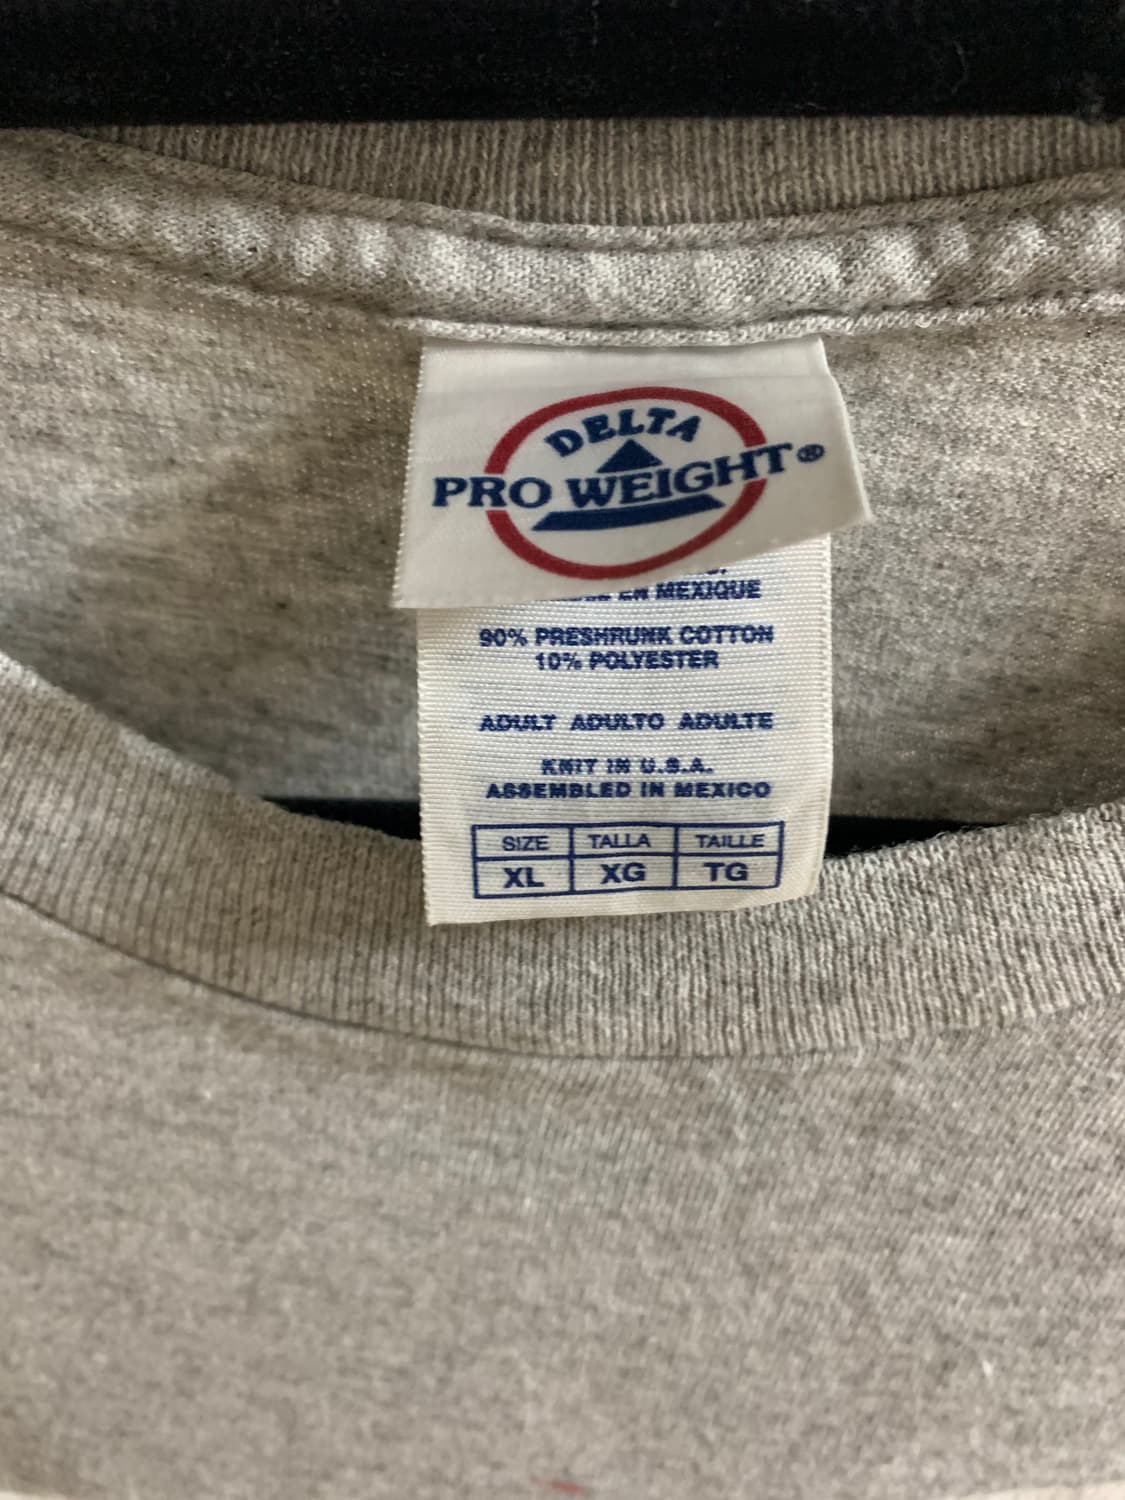 DELTA
PRO WEIGHT®
EN MEXIQUE
90% PRESHRUNK COTTON
10% POLYESTER
ADULT ADULTO ADULTE
KNIT IN U.S.A.
ASSEMBLED IN MEXICO
SIZE TALLA TAILLE
XL XG TG